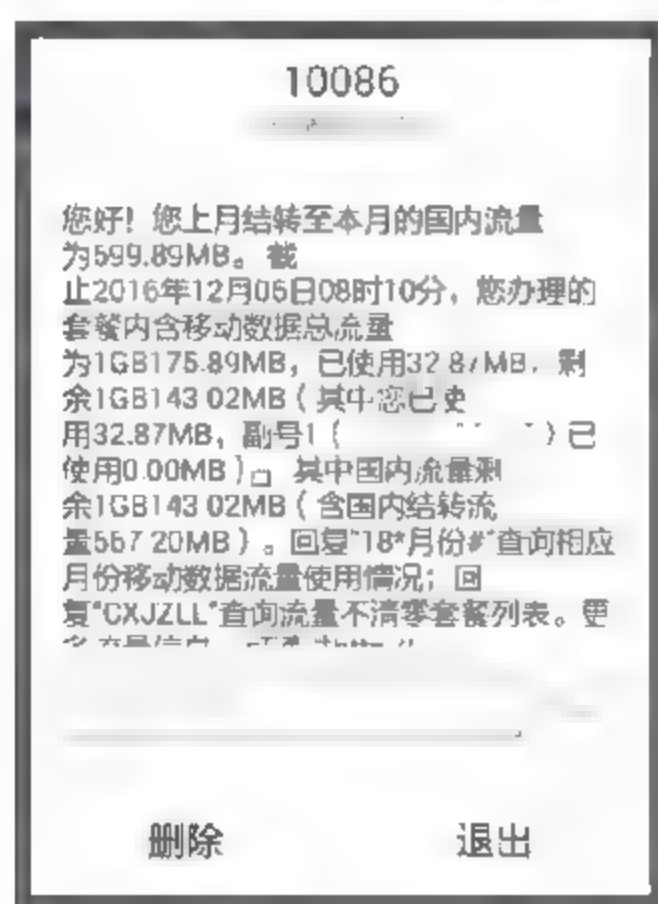 10086
您好！您上月结转至本月的国内流量
为599.89MB。截
止2016年12月06日08时10分，您办理的
套餐内含移动数据总流量
为1GB175.89MB，已使用32.87MB，剩
余1GB143.02MB（其中您已使
用32.87MB，副号1（ ）已
使用0.00MB）。其中国内流量剩
余1GB143.02MB（含国内结转流
量567.20MB）。回复"18*月份#"查询相应
月份移动数据流量使用情况；回
复"CXJZLL"查询流量不清零套餐列表。更
删除
退出